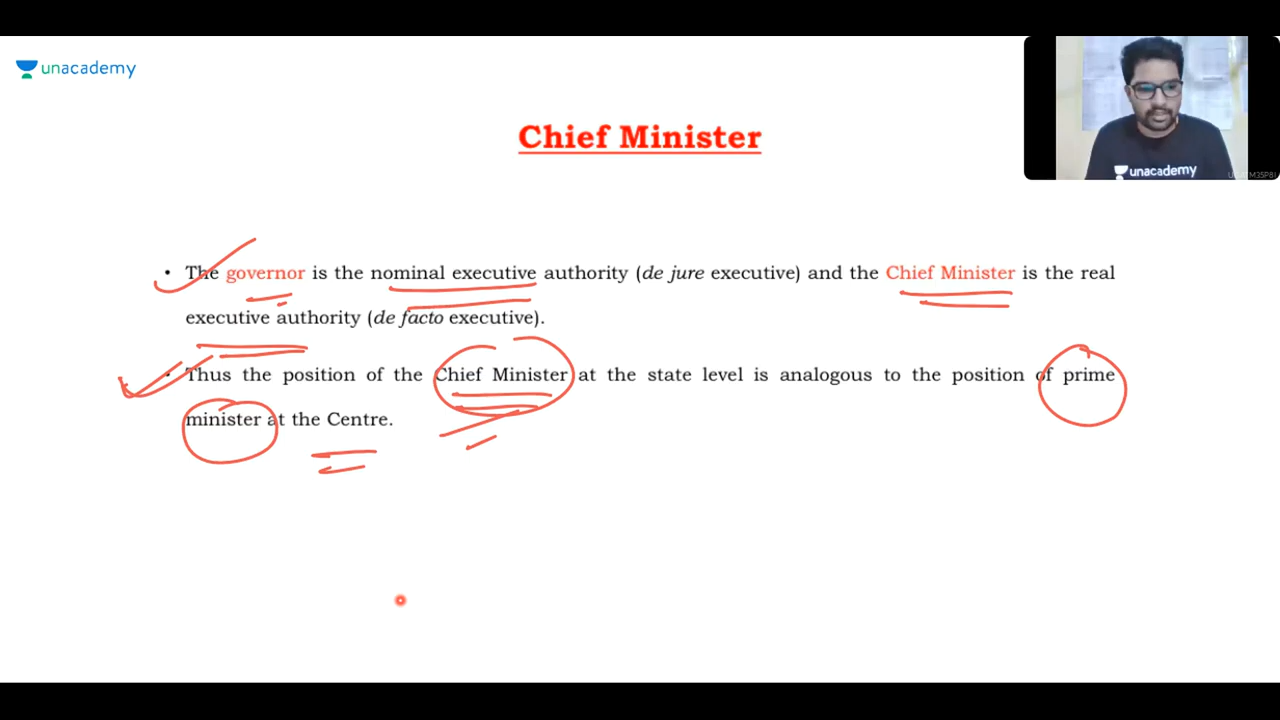 unacademy
Chief Minister
unacademy
• The governor is the nominal executive authority (de jure executive) and the Chief Minister is the real
executive authority (de facto executive).
• Thus the position of the Chief Minister at the state level is analogous to the position of prime
minister at the Centre.